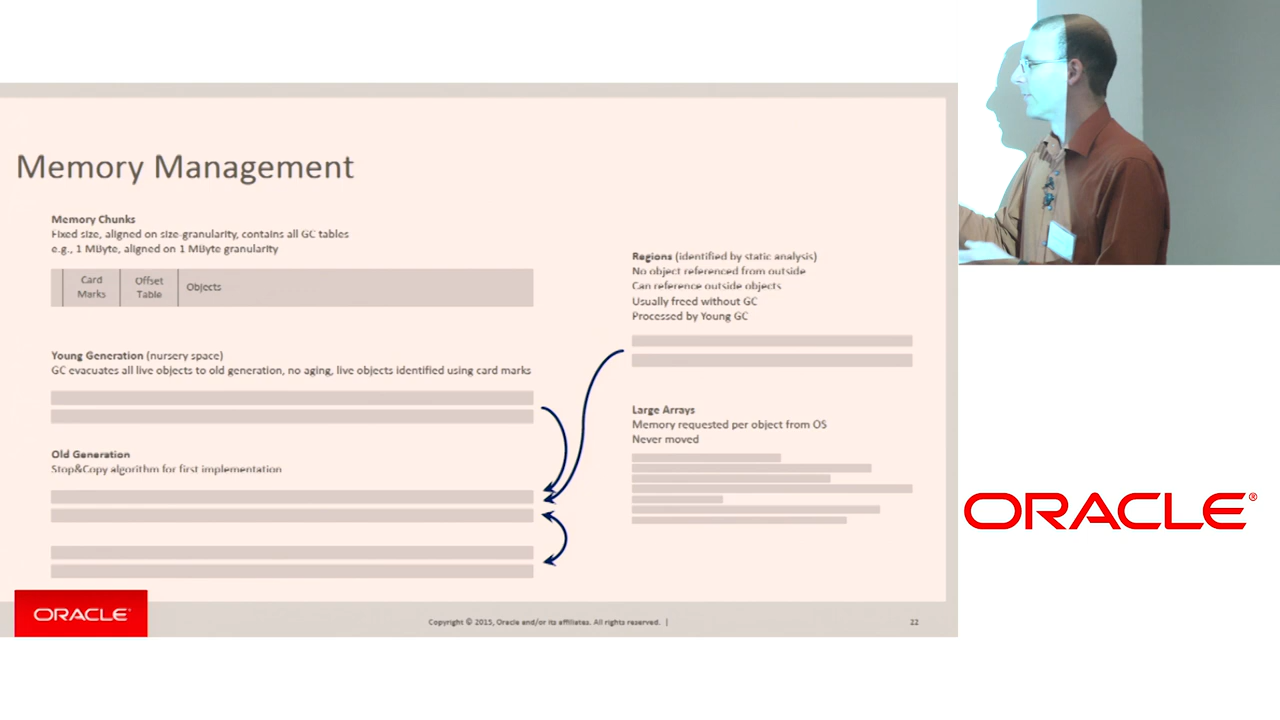 Memory Management
Memory Chunks
Fixed size, aligned on size-granularity, contains all GC tables
e.g., 1 MByte, aligned on 1 MByte granularity
Card
Marks
Offset
Table
Objects
Young Generation (nursery space)
GC evacuates all live objects to old generation, no aging, live objects identified using card marks
Old Generation
Stop&Copy algorithm for first implementation
Regions (identified by static analysis)
No object referenced from outside
Can reference outside objects
Usually freed without GC
Processed by Young GC
Large Arrays
Memory requested per object from OS
Never moved
ORACLE®
Copyright © 2015, Oracle and/or its affiliates. All rights reserved. |
22
ORACLE®